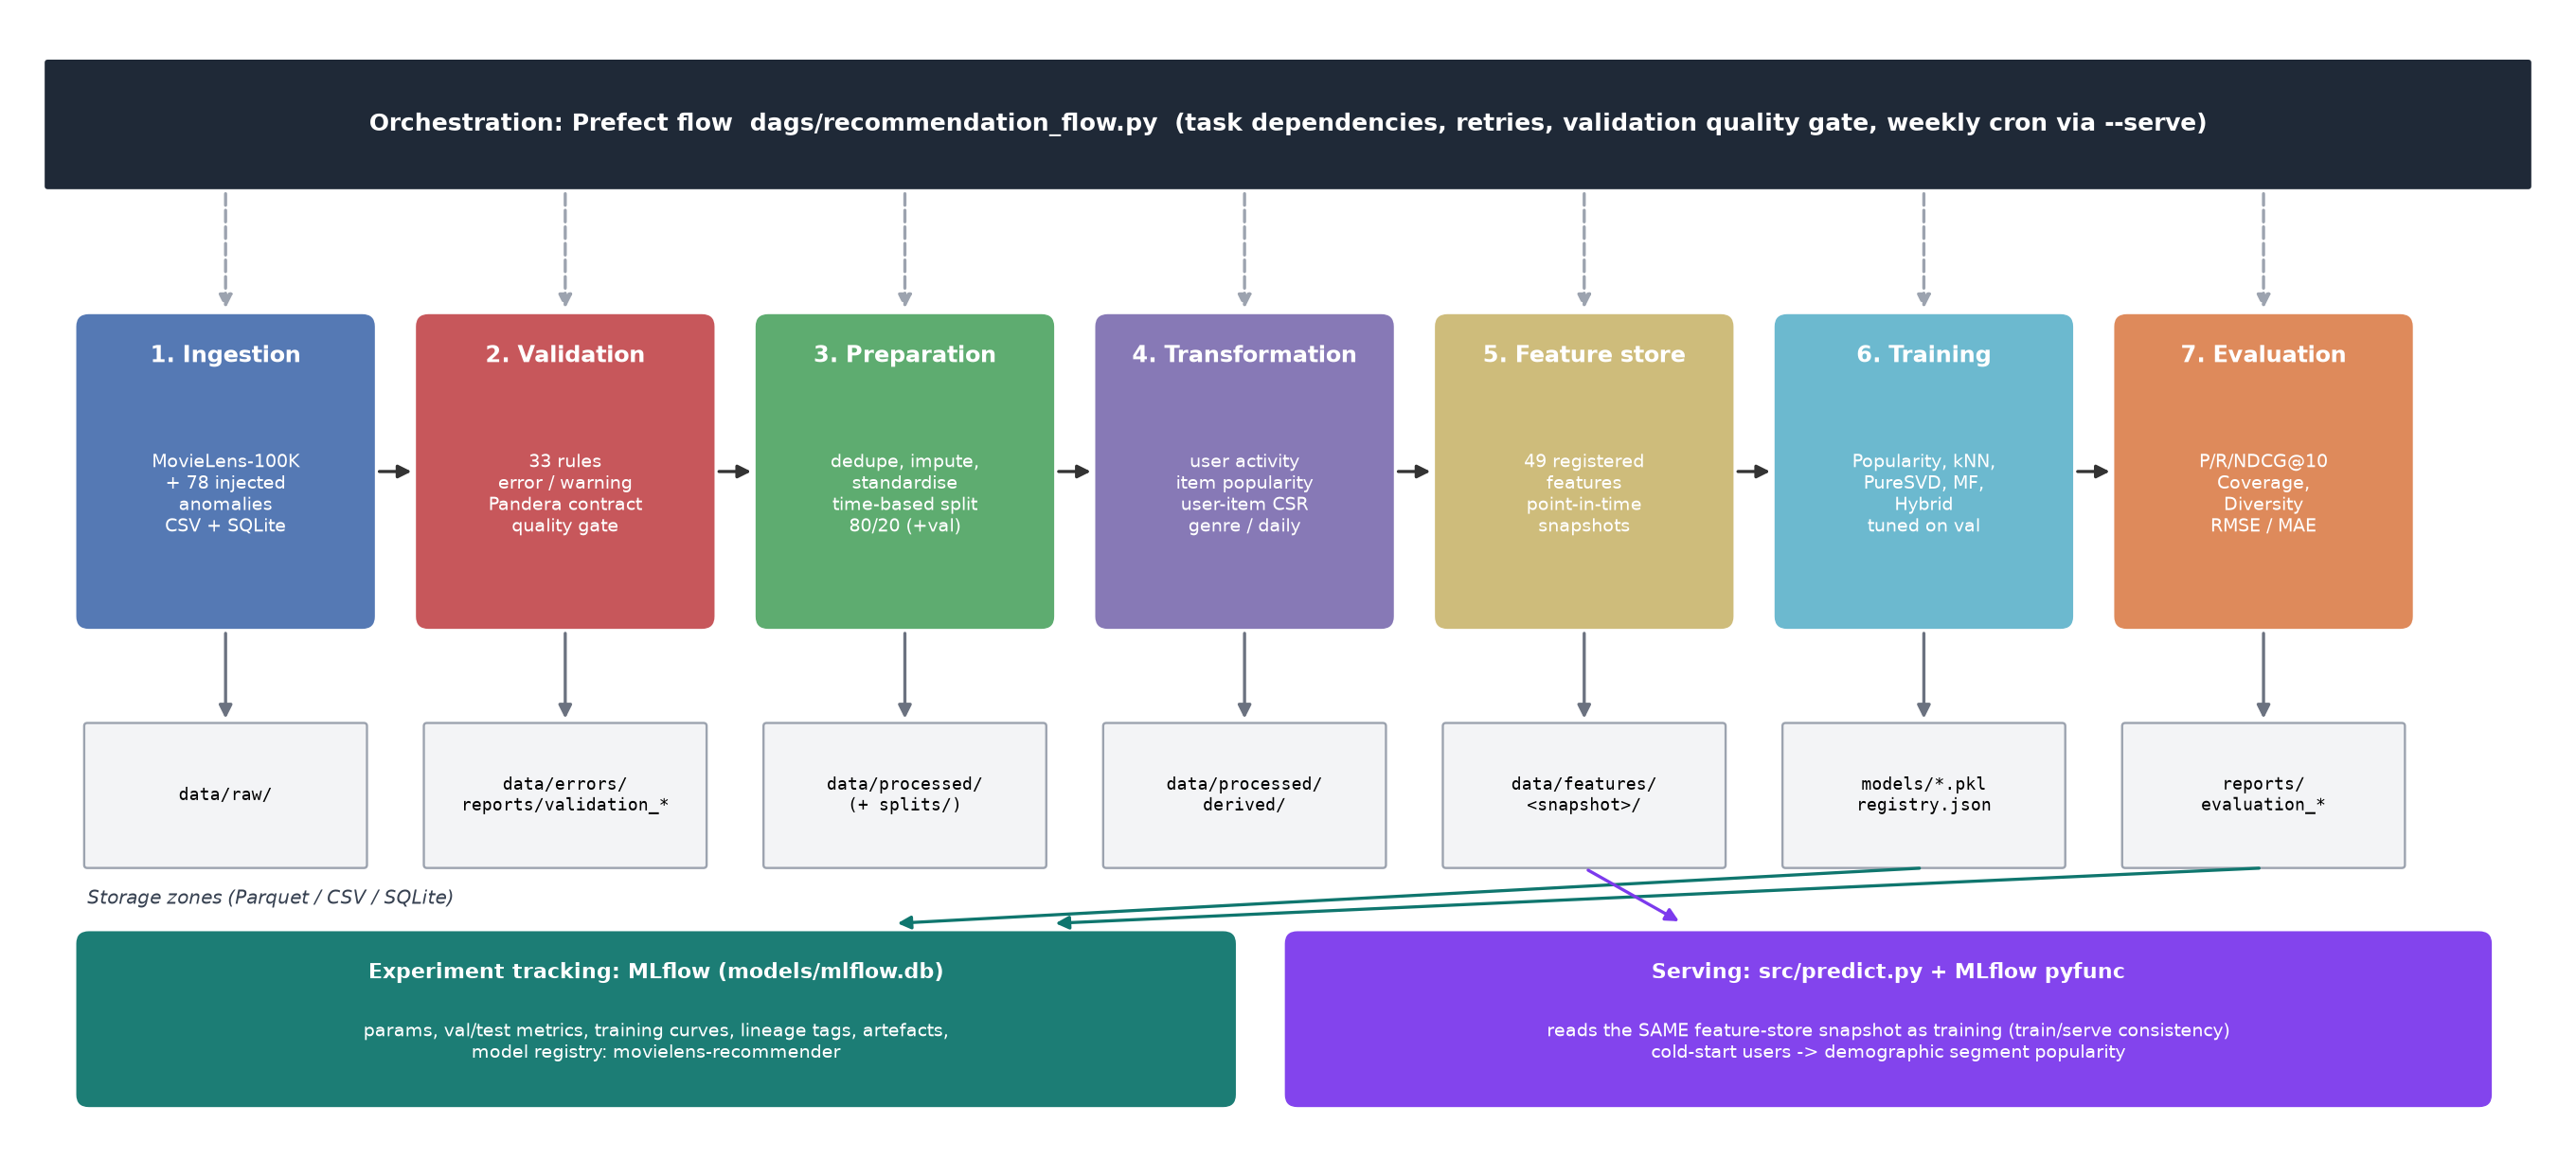 Orchestration: Prefect flow  dags/recommendation_flow.py  (task dependencies, retries, validation quality gate, weekly cron via --serve)
1. Ingestion
MovieLens-100K
+ 78 injected
anomalies
CSV + SQLite
2. Validation
33 rules
error / warning
Pandera contract
quality gate
3. Preparation
dedupe, impute,
standardise
time-based split
80/20 (+val)
4. Transformation
user activity
item popularity
user-item CSR
genre / daily
5. Feature store
49 registered
features
point-in-time
snapshots
6. Training
Popularity, kNN,
PureSVD, MF,
Hybrid
tuned on val
7. Evaluation
P/R/NDCG@10
Coverage,
Diversity
RMSE / MAE
data/raw/
data/errors/
reports/validation_*
data/processed/
(+ splits/)
data/processed/
derived/
data/features/
<snapshot>/
models/*.pkl
registry.json
reports/
evaluation_*
Storage zones (Parquet / CSV / SQLite)
Experiment tracking: MLflow (models/mlflow.db)
params, val/test metrics, training curves, lineage tags, artefacts,
model registry: movielens-recommender
Serving: src/predict.py + MLflow pyfunc
reads the SAME feature-store snapshot as training (train/serve consistency)
cold-start users -> demographic segment popularity